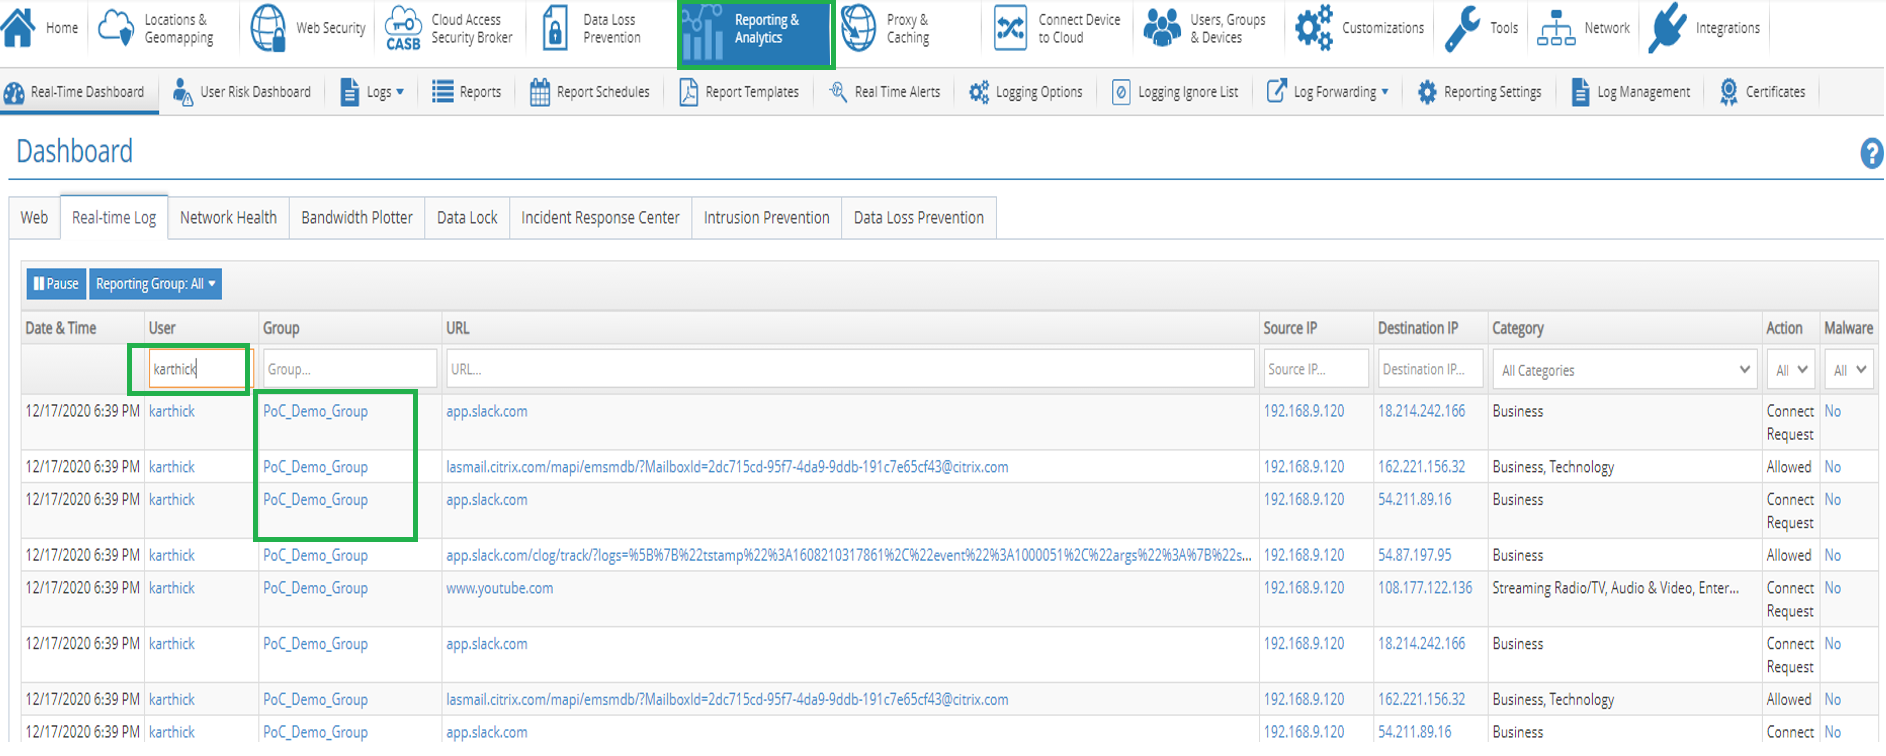 Home
Locations &
Geomapping
Web Security
CASB
Cloud Access
Security Broker
Data Loss
Prevention
Reporting &
Analytics
Proxy &
Caching
Connect Device
to Cloud
Users, Groups
& Devices
Customizations
Tools
Network
Integrations
Real-Time Dashboard
User Risk Dashboard
Logs
Reports
Report Schedules
Report Templates
Real Time Alerts
Logging Options
Logging Ignore List
Log Forwarding
Reporting Settings
Log Management
Certificates
Dashboard
?
Web
Real-time Log
Network Health
Bandwidth Plotter
Data Lock
Incident Response Center
Intrusion Prevention
Data Loss Prevention
Pause
Reporting Group: All
Date & Time User Group URL Source IP Destination IP Category Action Malware
karthick Group... URL... Source IP... Destination IP... All Categories All All
12/17/2020 6:39 PM karthick PoC_Demo_Group app.slack.com 192.168.9.120 18.214.242.166 Business Connect No
Request
12/17/2020 6:39 PM karthick PoC_Demo_Group lasmail.citrix.com/mapi/emsmdb/?MailboxId=2dc715cd-95f7-4da9-9ddb-191c7e65cf43@citrix.com 192.168.9.120 162.221.156.32 Business, Technology Allowed No
12/17/2020 6:39 PM karthick PoC_Demo_Group app.slack.com 192.168.9.120 54.211.89.16 Business Connect No
Request
12/17/2020 6:39 PM karthick PoC_Demo_Group app.slack.com/clog/track/?logs=%5B%7B%22tstamp%22%3A1608210317861%2C%22event%22%3A1000051%2C%22args%22%3A%7B%22s... 192.168.9.120 54.87.197.95 Business Allowed No
12/17/2020 6:39 PM karthick PoC_Demo_Group www.youtube.com 192.168.9.120 108.177.122.136 Streaming Radio/TV, Audio & Video, Enter... Connect No
Request
12/17/2020 6:39 PM karthick PoC_Demo_Group app.slack.com 192.168.9.120 18.214.242.166 Business Connect No
Request
12/17/2020 6:39 PM karthick PoC_Demo_Group lasmail.citrix.com/mapi/emsmdb/?MailboxId=2dc715cd-95f7-4da9-9ddb-191c7e65cf43@citrix.com 192.168.9.120 162.221.156.32 Business, Technology Allowed No
12/17/2020 6:39 PM karthick PoC_Demo_Group app.slack.com 192.168.9.120 54.211.89.16 Business Connect No